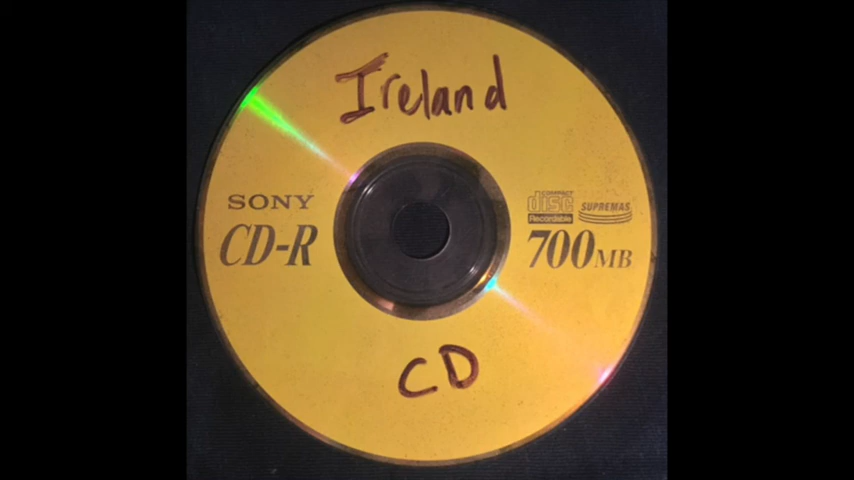 Ireland
SONY
CD-R
COMPACT
disc
Recordable
SUPREMAS
700MB
CD